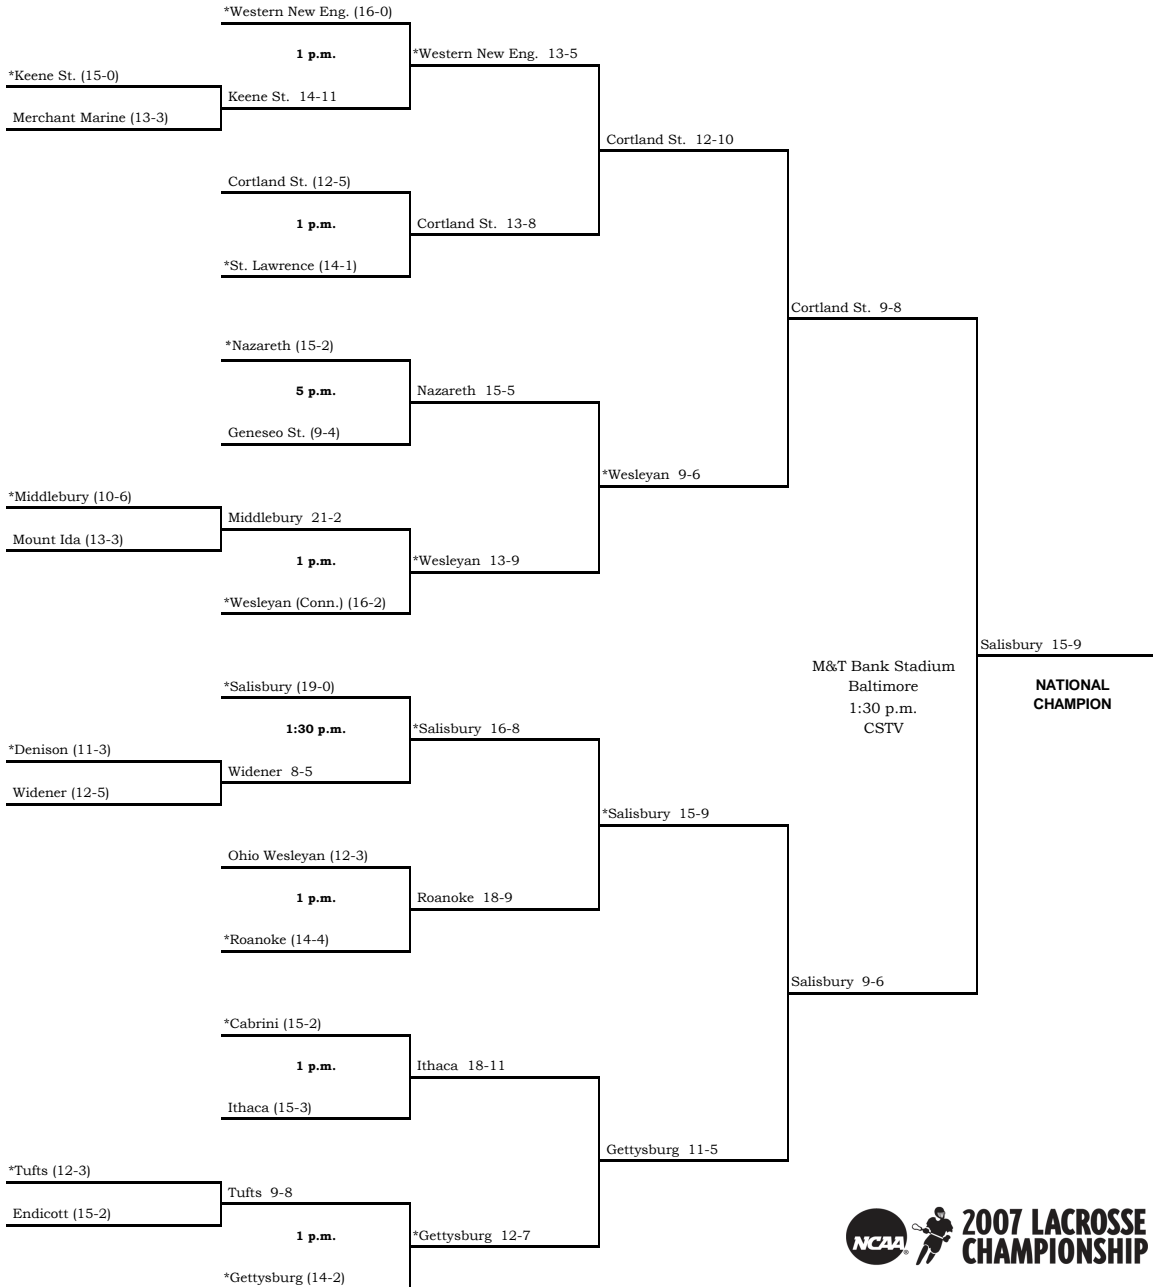 *Western New Eng. (16-0)
1 p.m.
*Western New Eng.  13-5
*Keene St. (15-0)
Keene St.  14-11
Merchant Marine (13-3)
Cortland St.  12-10
Cortland St. (12-5)
1 p.m.
Cortland St.  13-8
*St. Lawrence (14-1)
Cortland St.  9-8
*Nazareth (15-2)
5 p.m.
Nazareth  15-5
Geneseo St. (9-4)
*Wesleyan  9-6
*Middlebury (10-6)
Middlebury  21-2
Mount Ida (13-3)
1 p.m.
*Wesleyan  13-9
*Wesleyan (Conn.) (16-2)
Salisbury  15-9
NATIONAL
CHAMPION
M&T Bank Stadium
Baltimore
1:30 p.m.
CSTV
*Salisbury (19-0)
1:30 p.m.
*Salisbury  16-8
*Denison (11-3)
Widener  8-5
Widener (12-5)
*Salisbury  15-9
Ohio Wesleyan (12-3)
1 p.m.
Roanoke  18-9
*Roanoke (14-4)
Salisbury  9-6
*Cabrini (15-2)
1 p.m.
Ithaca  18-11
Ithaca (15-3)
Gettysburg  11-5
*Tufts (12-3)
Tufts  9-8
Endicott (15-2)
1 p.m.
*Gettysburg  12-7
*Gettysburg (14-2)
NCAA®
2007 LACROSSE
CHAMPIONSHIP